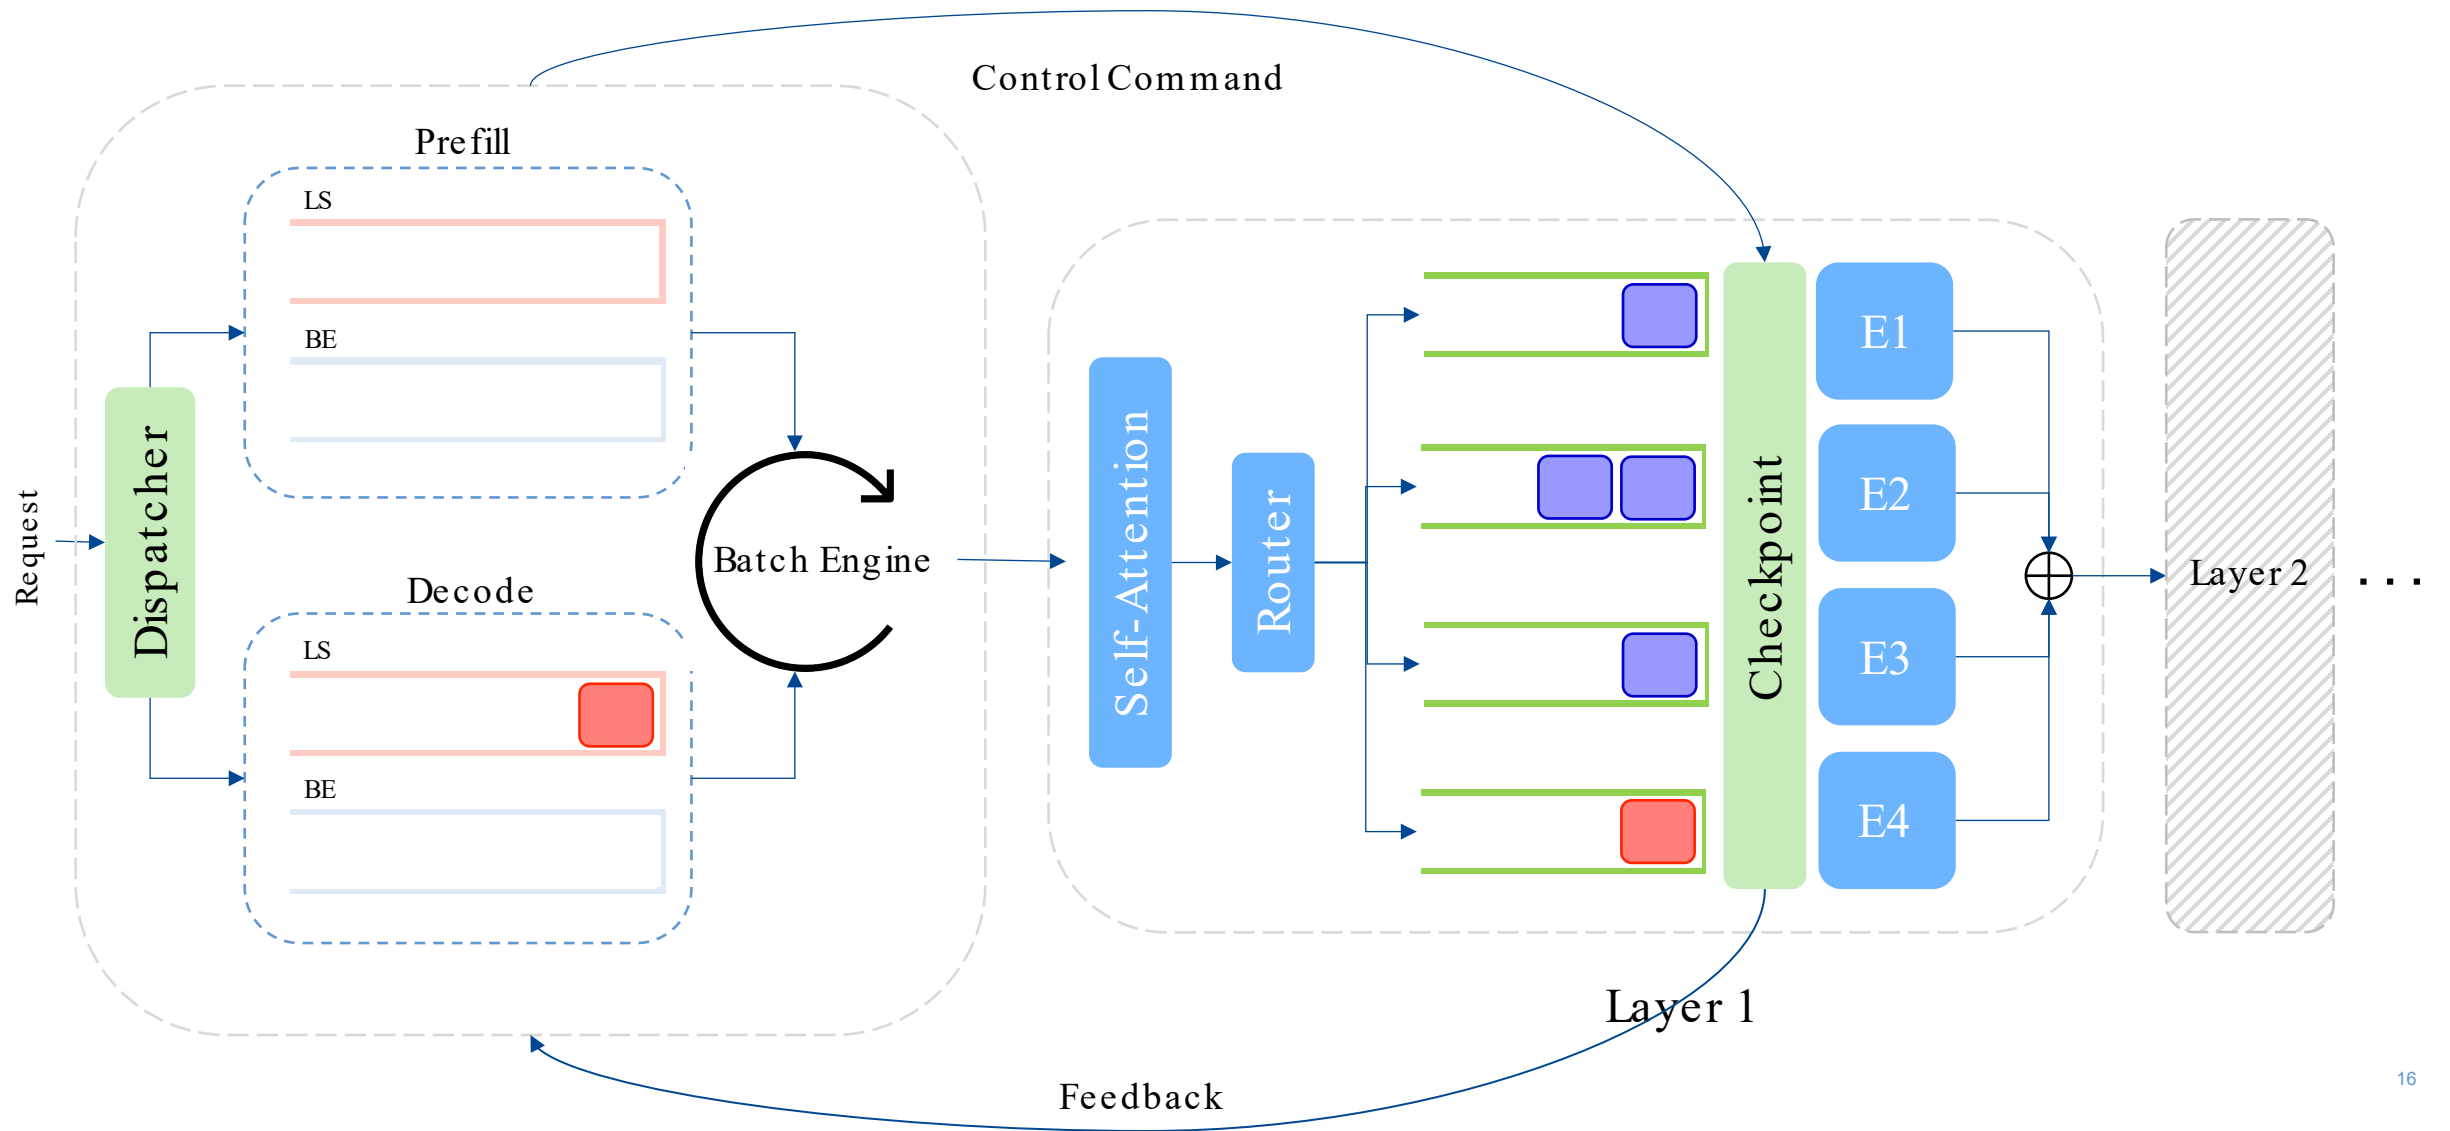 Control Command
Prefill
LS
BE
Request
Dispatcher
Batch Engine
Decode
LS
BE
Self-Attention
Router
Checkpoint
E1
E2
E3
E4
Layer 2
...
Layer 1
Feedback
16